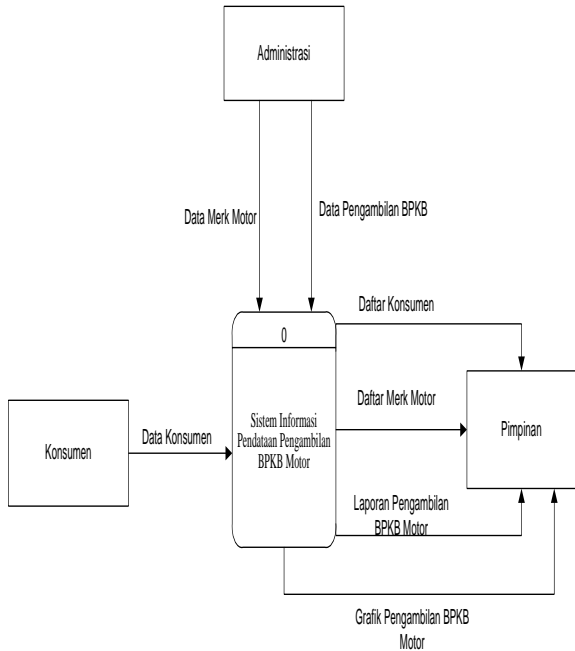 Administrasi
Data Merk Motor
Data Pengambilan BPKB
0
Sistem Informasi
Pendataan Pengambilan
BPKB Motor
Konsumen
Data Konsumen
Daftar Konsumen
Daftar Merk Motor
Pimpinan
Laporan Pengambilan
BPKB Motor
Grafik Pengambilan BPKB
Motor